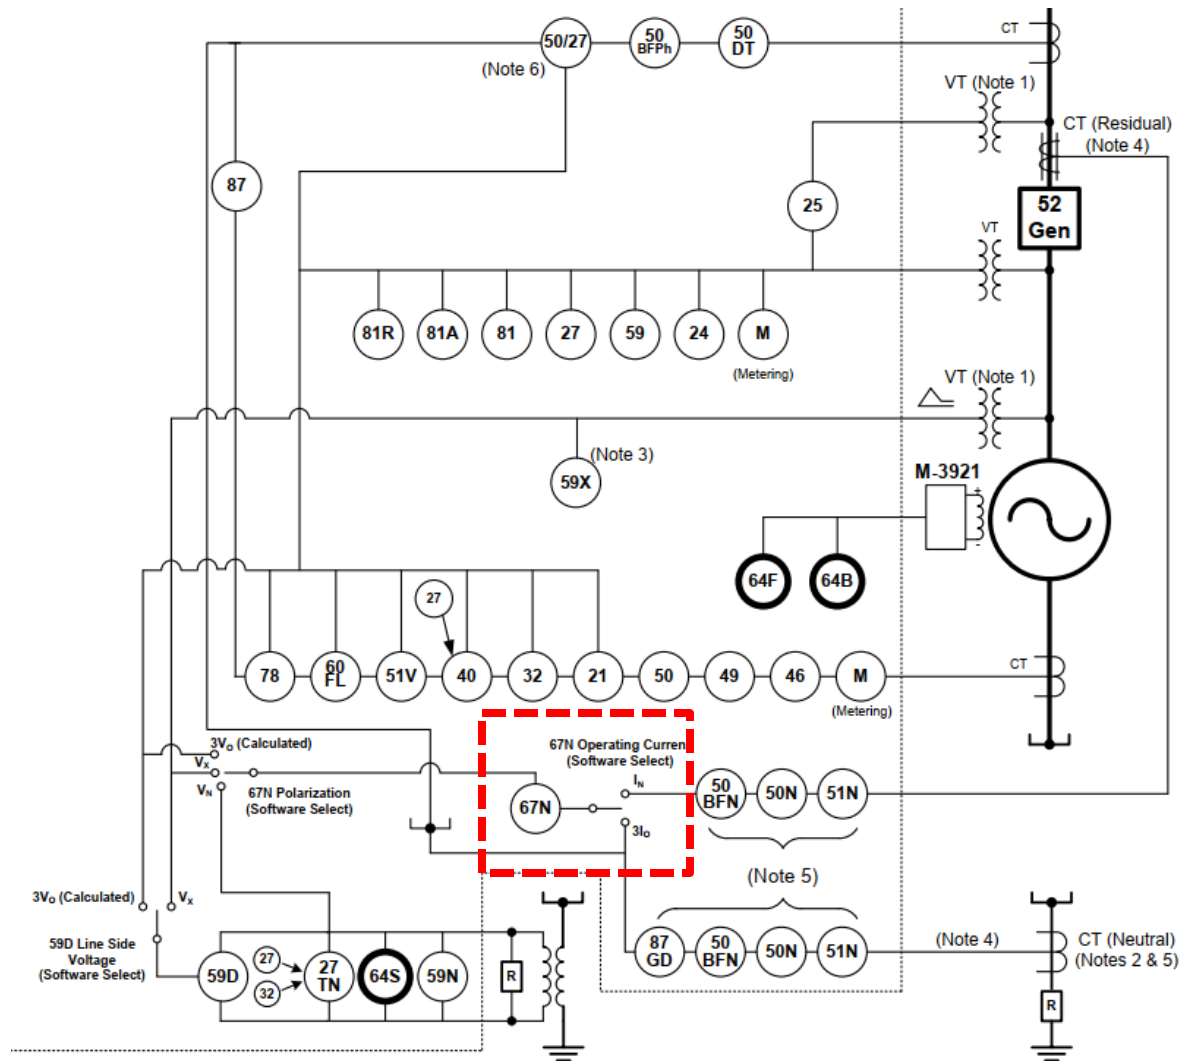 CT
50/27
50
BFPh
50
DT
(Note 6)
VT (Note 1)
CT (Residual)
(Note 4)
87
25
52
Gen
VT
81R
81A
81
27
59
24
M
(Metering)
VT (Note 1)
(Note 3)
59X
M-3921
+
-
64F
64B
27
78
60
FL
51V
40
32
21
50
49
46
M
CT
(Metering)
3VO (Calculated)
VX
VN
67N Polarization
(Software Select)
67N Operating Curren
(Software Select)
IN
67N
3IO
50
BFN
50N
51N
(Note 5)
3VO (Calculated)
VX
59D Line Side
Voltage
(Software Select)
87
GD
50
BFN
50N
51N
(Note 4)
CT (Neutral)
(Notes 2 & 5)
59D
27
32
27
TN
64S
59N
R
R